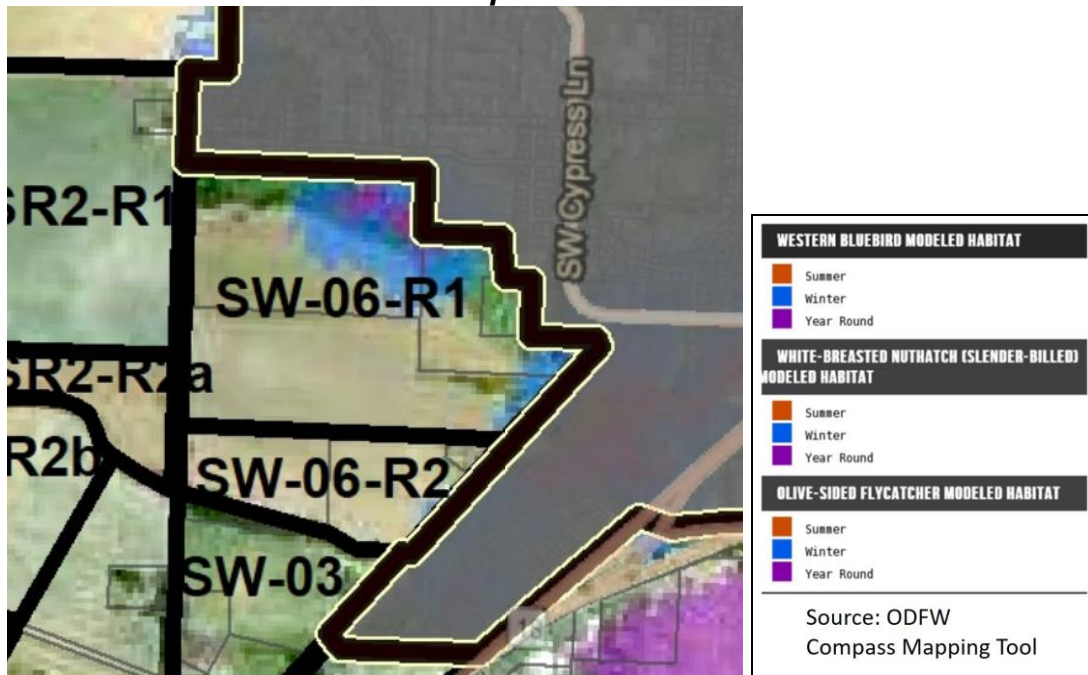 SW Cypress Ln
SR2-R1
SW-06-R1
SR2-R2a
R2b
SW-06-R2
SW-03
WESTERN BLUEBIRD MODELED HABITAT
Summer
Winter
Year Round
WHITE-BREASTED NUTHATCH (SLENDER-BILLED)
MODELED HABITAT
Summer
Winter
Year Round
OLIVE-SIDED FLYCATCHER MODELED HABITAT
Summer
Winter
Year Round
Source: ODFW
Compass Mapping Tool